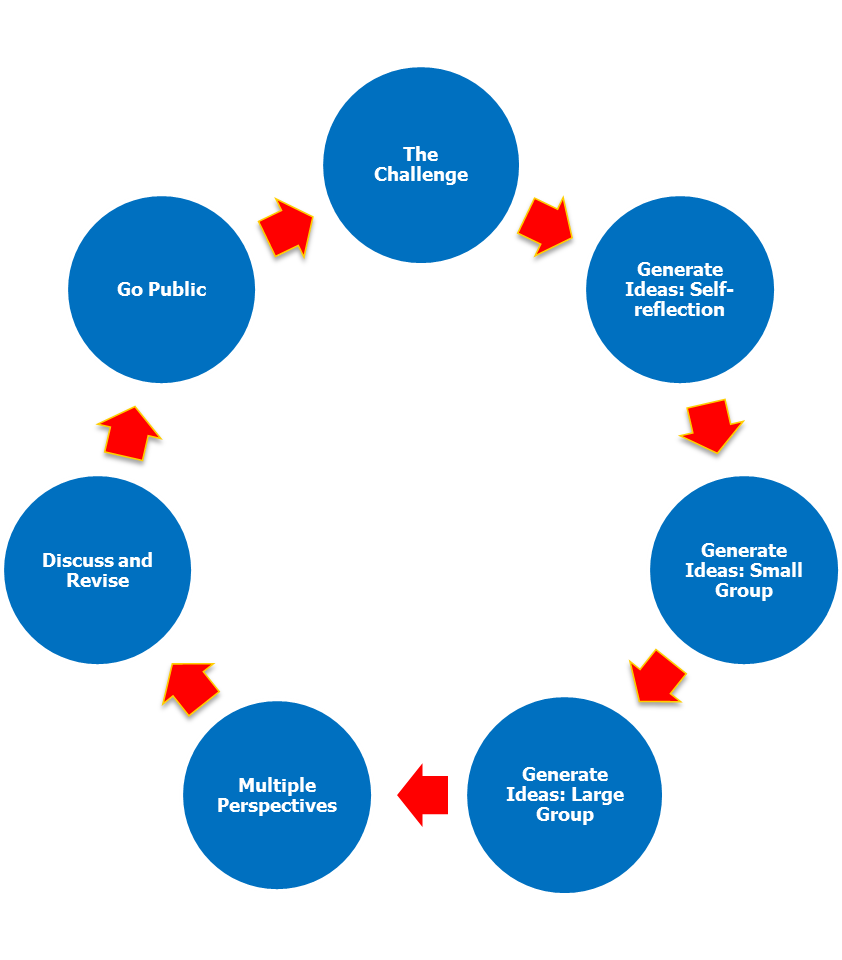 The
Challenge
Generate
Ideas: Self-
reflection
Generate
Ideas: Small
Group
Generate
Ideas: Large
Group
Multiple
Perspectives
Discuss and
Revise
Go Public